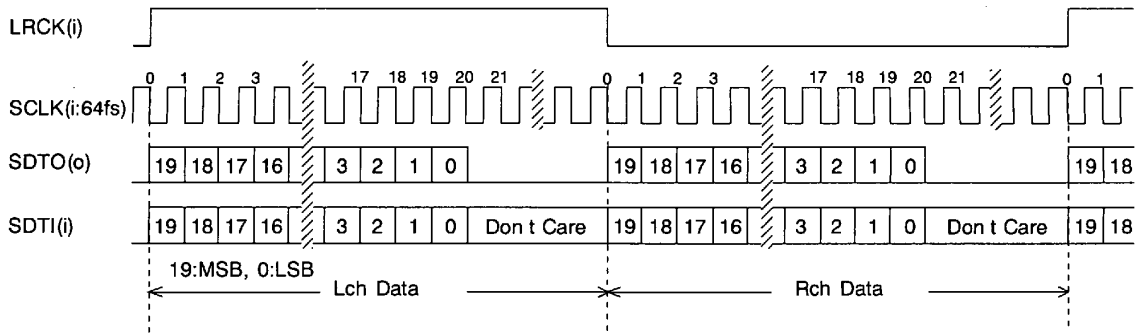 LRCK(i)
0 1 2 3 17 18 19 20 21 0 1 2 3 17 18 19 20 21 0 1
SCLK(i:64fs)
SDTO(o) 19 18 17 16 3 2 1 0 19 18 17 16 3 2 1 0 19 18
SDTI(i) 19 18 17 16 3 2 1 0 Don t Care 19 18 17 16 3 2 1 0 Don t Care 19 18
19:MSB, 0:LSB
Lch Data Rch Data